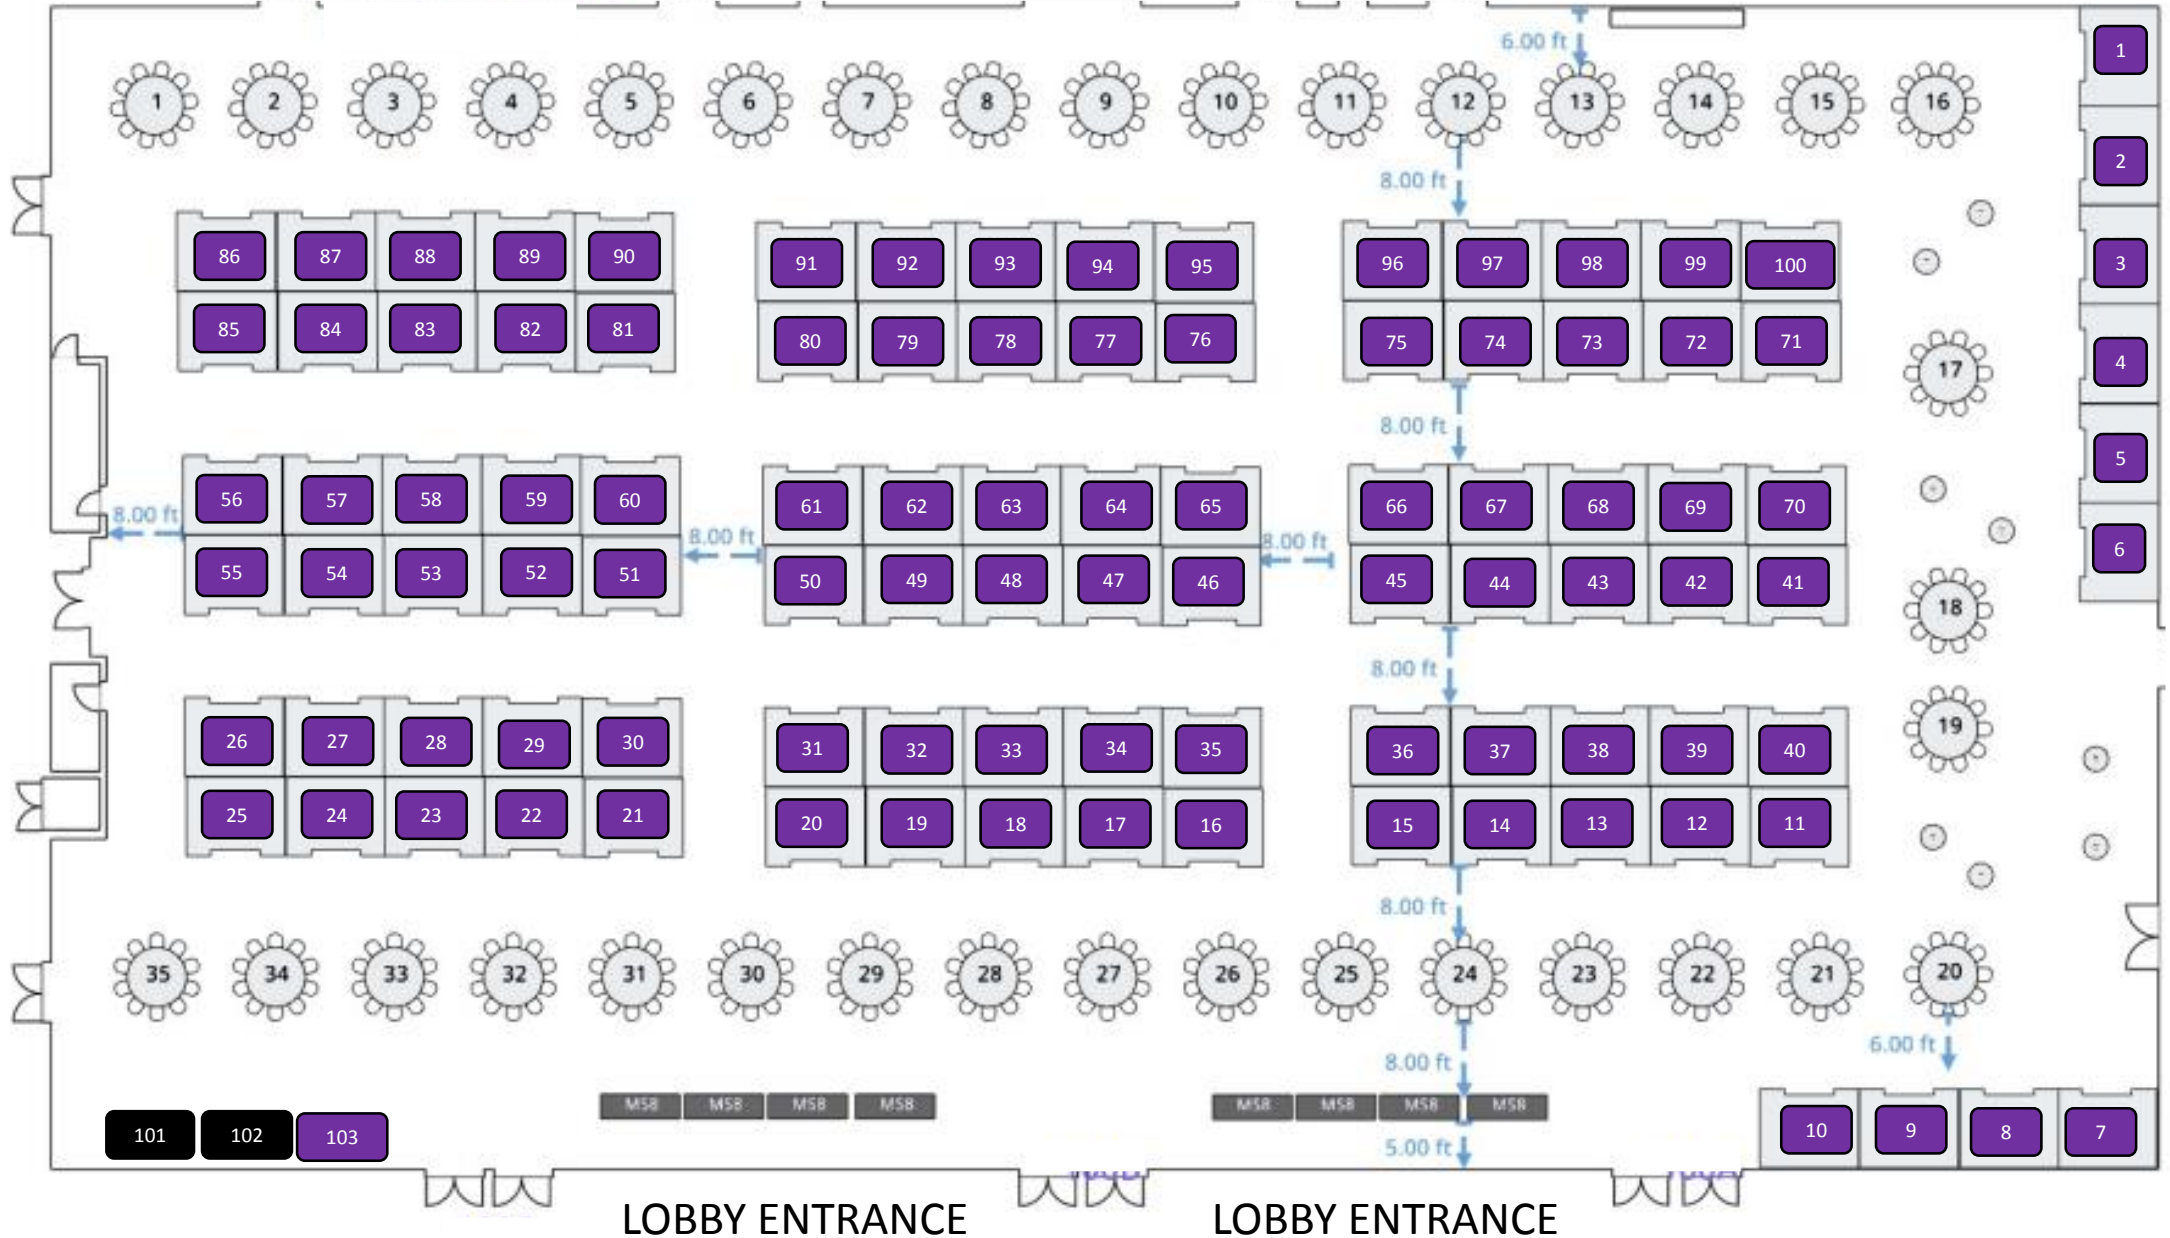 6.00 ft
1
1 2 3 4 5 6 7 8 9 10 11 12 13 14 15 16
2
8.00 ft
86 87 88 89 90
91 92 93 94 95
96 97 98 99 100
3
85 84 83 82 81
80 79 78 77 76
75 74 73 72 71
4
17
8.00 ft
5
56 57 58 59 60
61 62 63 64 65
66 67 68 69 70
8.00 ft
8.00 ft
8.00 ft
6
55 54 53 52 51
50 49 48 47 46
45 44 43 42 41
18
8.00 ft
19
26 27 28 29 30
31 32 33 34 35
36 37 38 39 40
25 24 23 22 21
20 19 18 17 16
15 14 13 12 11
8.00 ft
35 34 33 32 31 30 29 28 27 26 25 24 23 22 21 20
6.00 ft
8.00 ft
MSB MSB MSB MSB
MSB MSB MSB MSB
101 102 103
10 9 8 7
5.00 ft
LOBBY ENTRANCE
LOBBY ENTRANCE